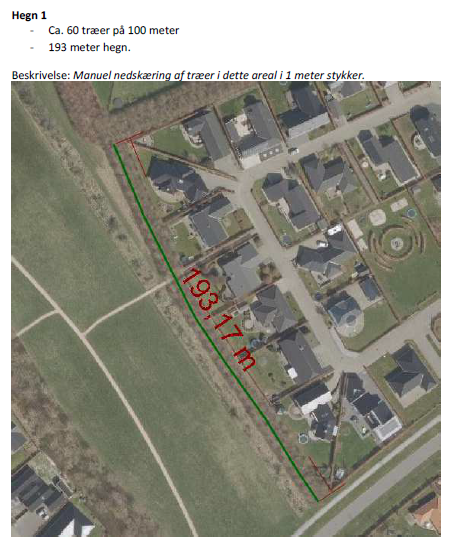 Hegn 1
- Ca. 60 træer på 100 meter
- 193 meter hegn.
Beskrivelse: Manuel nedskæring af træer i dette areal i 1 meter stykker.
193,17 m